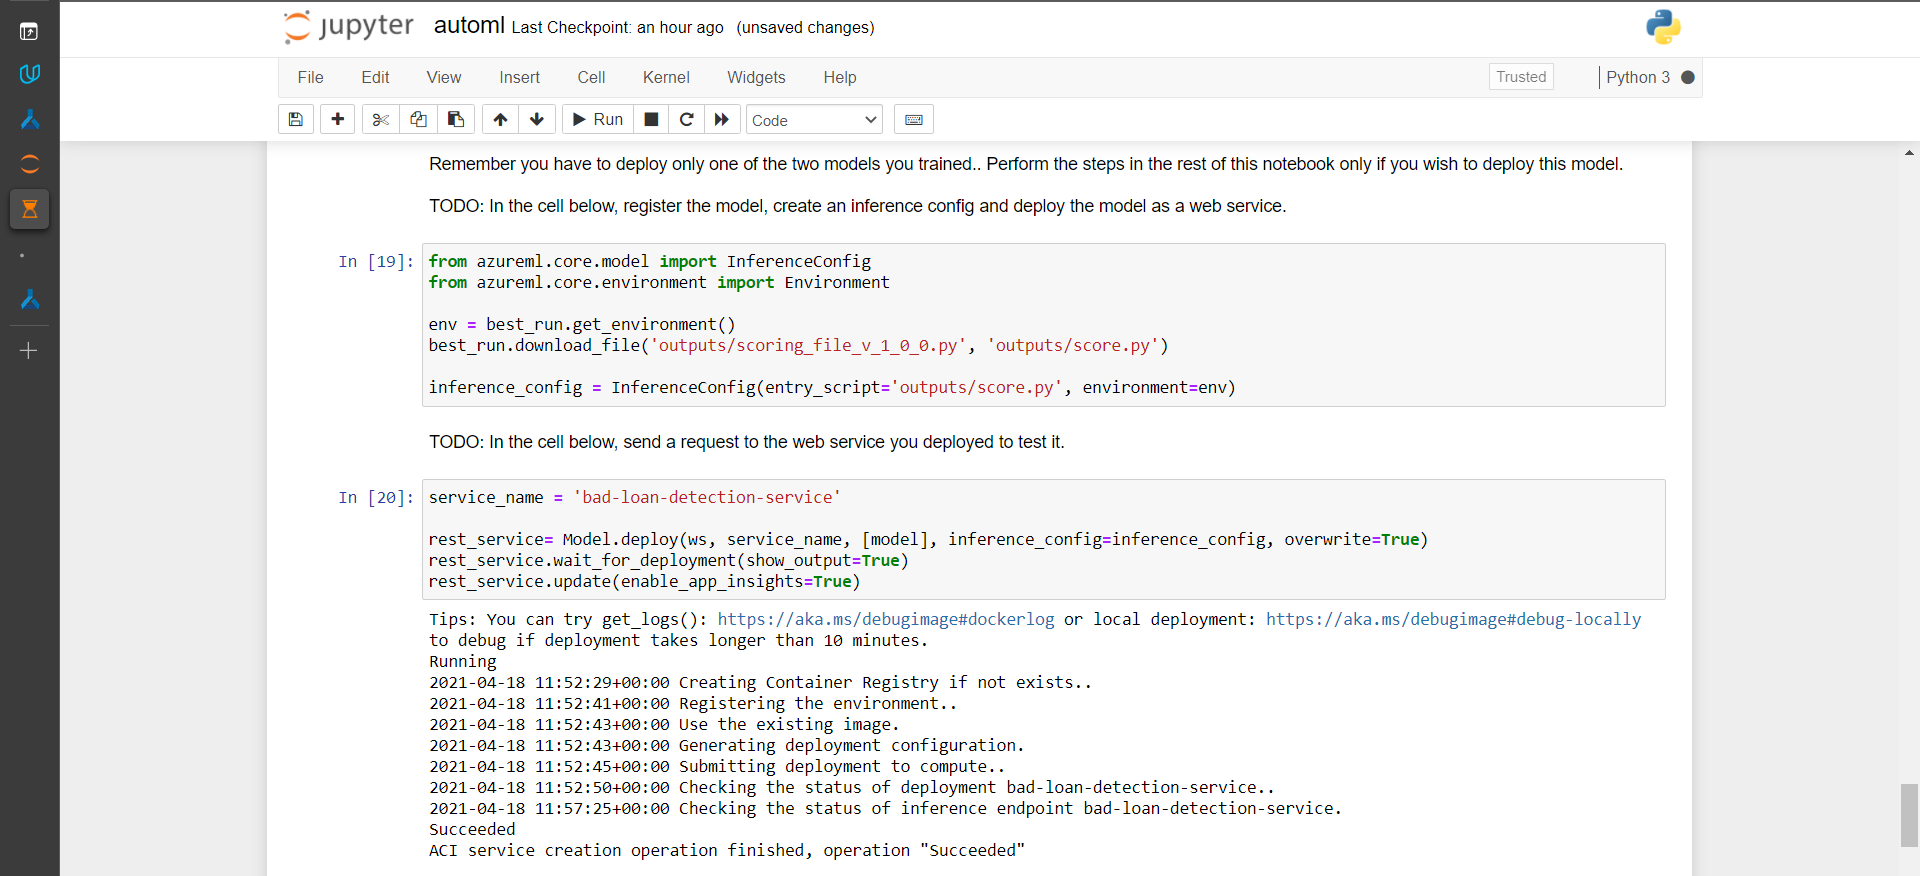 jupyter automl Last Checkpoint: an hour ago (unsaved changes)
File Edit View Insert Cell Kernel Widgets Help Trusted Python 3
Run Code
Remember you have to deploy only one of the two models you trained.. Perform the steps in the rest of this notebook only if you wish to deploy this model.
TODO: In the cell below, register the model, create an inference config and deploy the model as a web service.
In [19]: from azureml.core.model import InferenceConfig
from azureml.core.environment import Environment
env = best_run.get_environment()
best_run.download_file('outputs/scoring_file_v_1_0_0.py', 'outputs/score.py')
inference_config = InferenceConfig(entry_script='outputs/score.py', environment=env)
TODO: In the cell below, send a request to the web service you deployed to test it.
In [20]: service_name = 'bad-loan-detection-service'
rest_service= Model.deploy(ws, service_name, [model], inference_config=inference_config, overwrite=True)
rest_service.wait_for_deployment(show_output=True)
rest_service.update(enable_app_insights=True)
Tips: You can try get_logs(): https://aka.ms/debugimage#dockerlog or local deployment: https://aka.ms/debugimage#debug-locally
to debug if deployment takes longer than 10 minutes.
Running
2021-04-18 11:52:29+00:00 Creating Container Registry if not exists..
2021-04-18 11:52:41+00:00 Registering the environment..
2021-04-18 11:52:43+00:00 Use the existing image.
2021-04-18 11:52:43+00:00 Generating deployment configuration.
2021-04-18 11:52:45+00:00 Submitting deployment to compute..
2021-04-18 11:52:50+00:00 Checking the status of deployment bad-loan-detection-service..
2021-04-18 11:57:25+00:00 Checking the status of inference endpoint bad-loan-detection-service.
Succeeded
ACI service creation operation finished, operation "Succeeded"